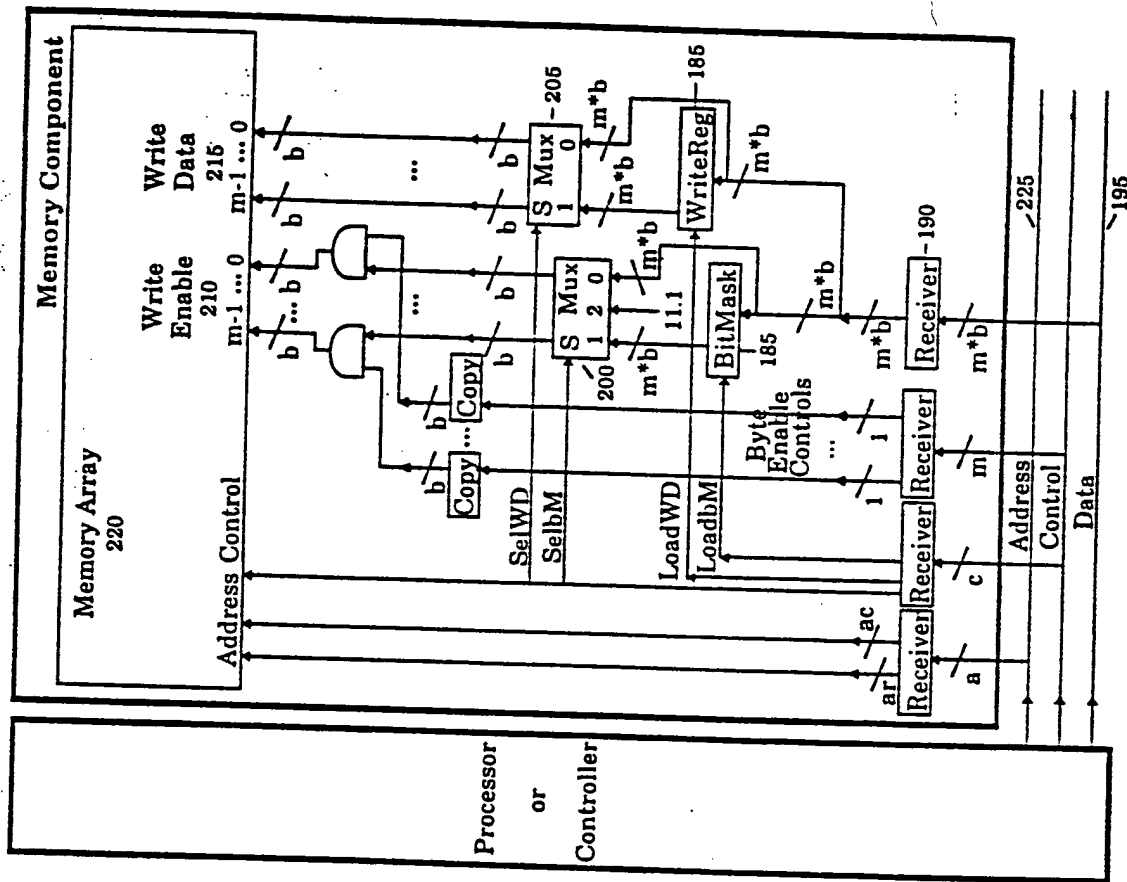 Memory Component
Memory Array
220
Write
Enable
210
Write
Data
215
Address Control
m-1 ... 0
m-1 ... 0
b
...
b
b
b
205
...
...
b
b
b
b
b
Copy
...
b
Copy
S Mux
1 2 0
200
S Mux
1 0
SelWD
SelbM
m*b
11.1
m*b
m*b
m*b
185
LoadWD
LoadbM
BitMask
185
WriteReg
m*b
m*b
Byte
Enable
Controls
...
1
1
m*b
190
ar
ac
Receiver
Receiver
Receiver
Receiver
a
c
m
m*b
Address
Control
Data
225
195
Processor
or
Controller